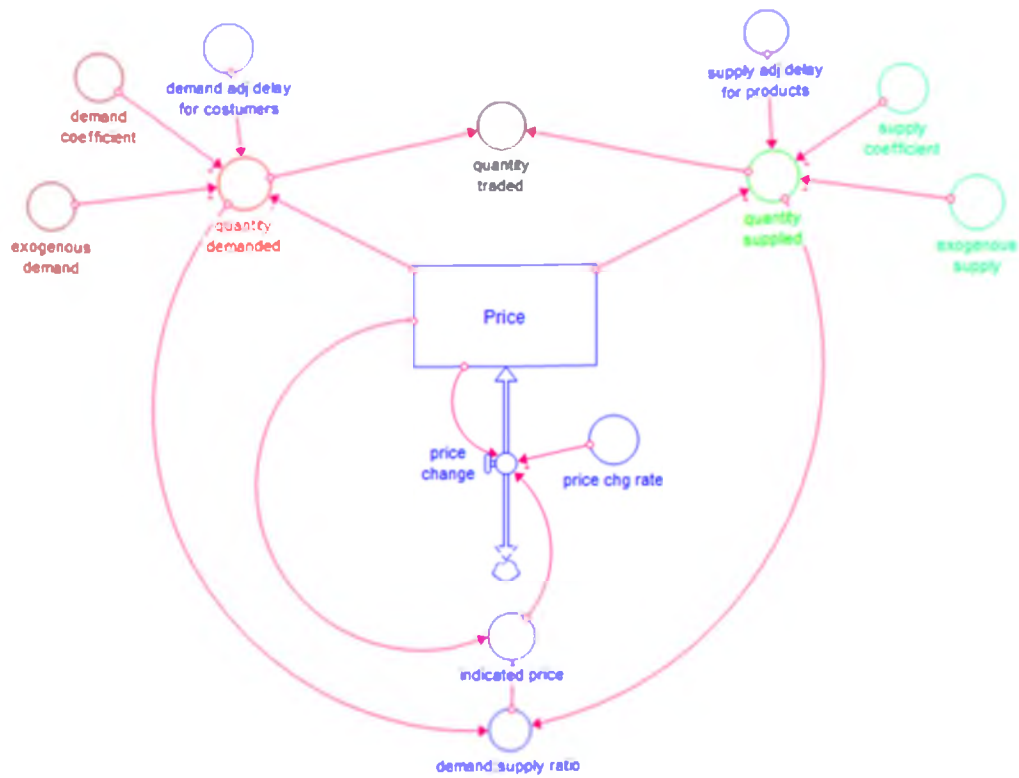 demand adj delay
for costumers
supply adj delay
for products
demand
coefficient
supply
coefficient
quantity
traded
quantity
demanded
quantity
supplied
exogenous
demand
exogenous
supply
Price
price
change
price chg rate
indicated price
demand supply ratio